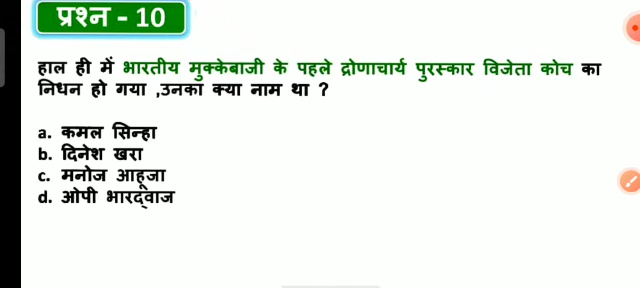 प्रश्न - 10
हाल ही में भारतीय मुक्केबाजी के पहले द्रोणाचार्य पुरस्कार विजेता कोच का
निधन हो गया ,उनका क्या नाम था ?
a. कमल सिन्हा
b. दिनेश खरा
c. मनोज आहूजा
d. ओपी भारद्वाज